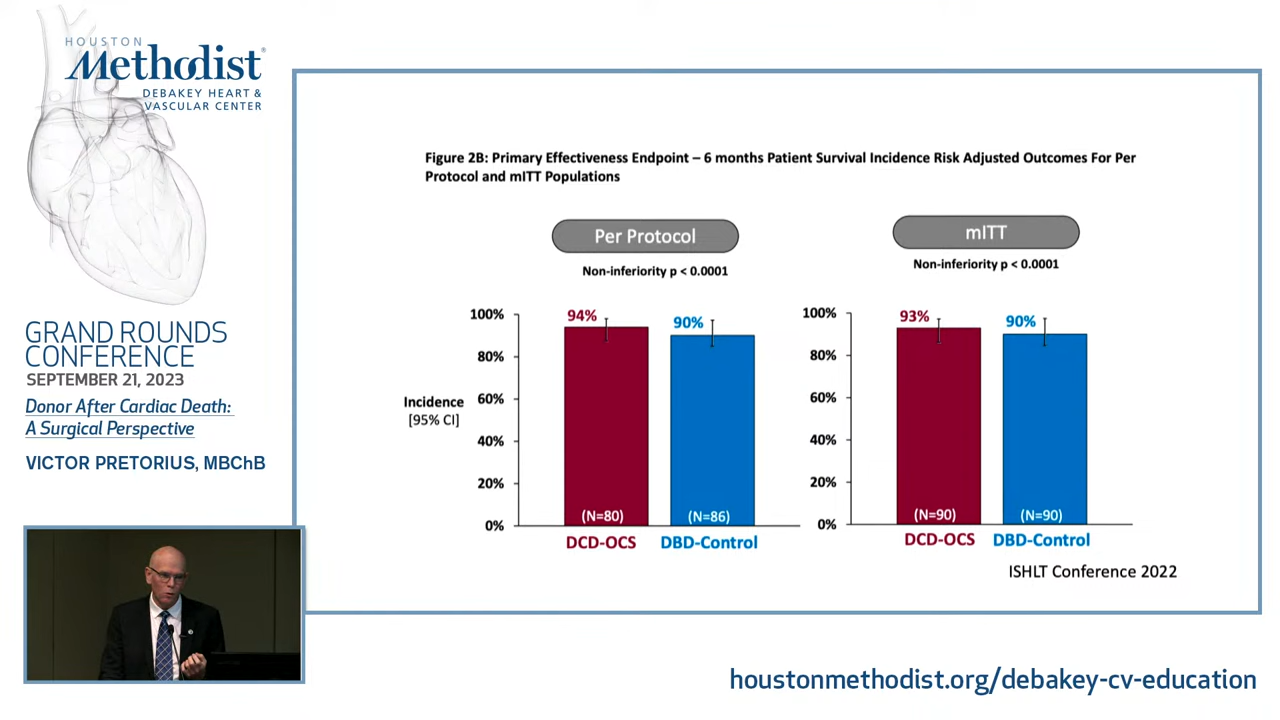 HOUSTON
Methodist®
DEBAKEY HEART &
VASCULAR CENTER
GRAND ROUNDS
CONFERENCE
SEPTEMBER 21, 2023
Donor After Cardiac Death:
A Surgical Perspective
VICTOR PRETORIUS, MBChB
Figure 2B: Primary Effectiveness Endpoint – 6 months Patient Survival Incidence Risk Adjusted Outcomes For Per
Protocol and mITT Populations
Per Protocol
Non-inferiority p < 0.0001
Incidence
[95% CI]
100%
80%
60%
40%
20%
0%
94%
90%
(N=80)
(N=86)
DCD-OCS
DBD-Control
mITT
Non-inferiority p < 0.0001
100%
80%
60%
40%
20%
0%
93%
90%
(N=90)
(N=90)
DCD-OCS
DBD-Control
ISHLT Conference 2022
houstonmethodist.org/debakey-cv-education